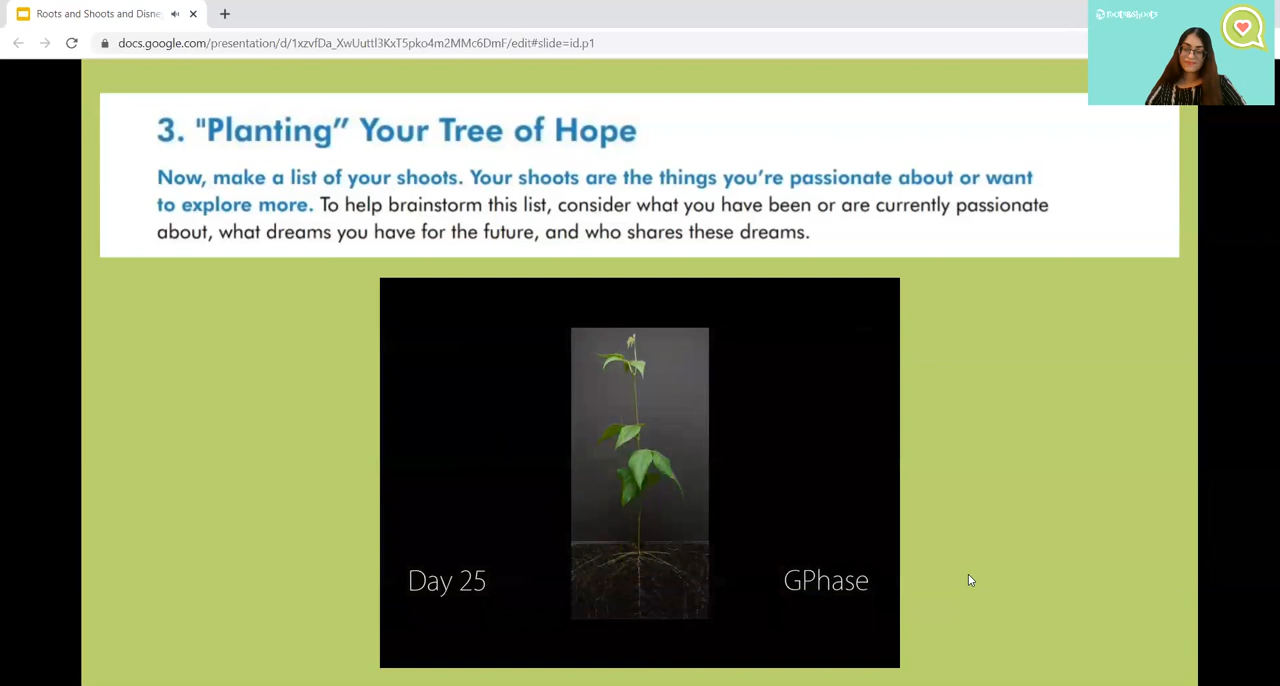 Roots and Shoots and Disne
docs.google.com/presentation/d/1xzvfDa_XwUuttl3KxT5pko4m2MMc6DmF/edit#slide=id.p1
roots&shoots
3. "Planting” Your Tree of Hope
Now, make a list of your shoots. Your shoots are the things you’re passionate about or want
to explore more. To help brainstorm this list, consider what you have been or are currently passionate
about, what dreams you have for the future, and who shares these dreams.
Day 25
GPhase